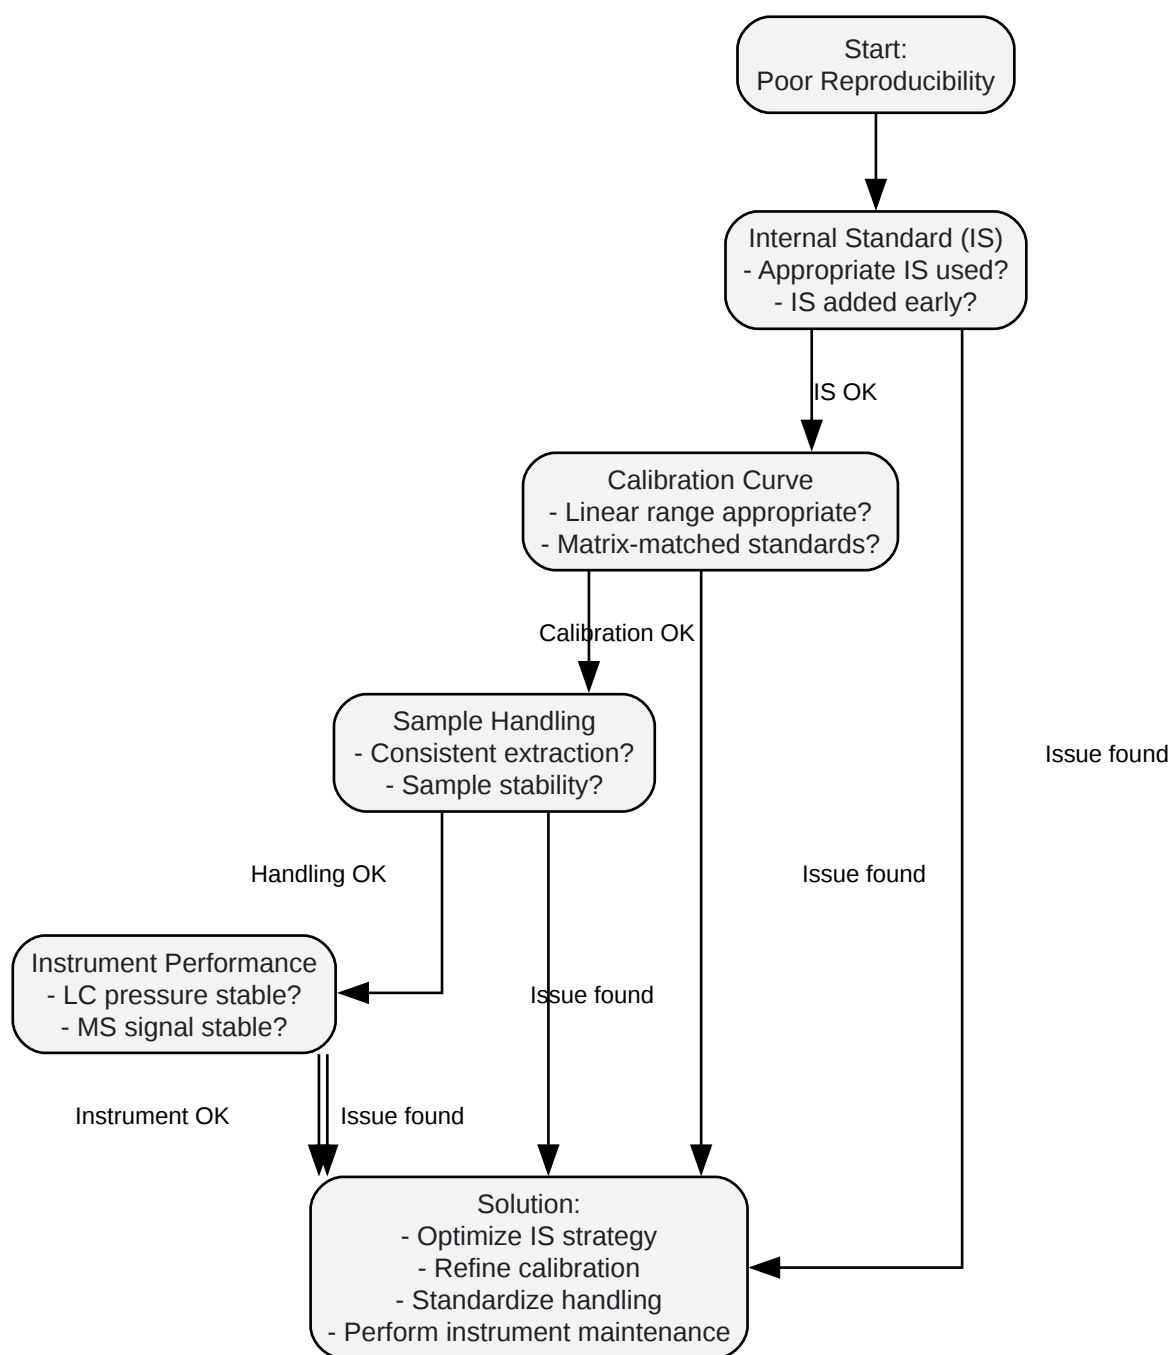 Start:
Poor Reproducibility
Internal Standard (IS)
- Appropriate IS used?
- IS added early?
IS OK
Calibration Curve
- Linear range appropriate?
- Matrix-matched standards?
Calibration OK
Sample Handling
- Consistent extraction?
- Sample stability?
Issue found
Handling OK
Issue found
Instrument Performance
- LC pressure stable?
- MS signal stable?
Issue found
Instrument OK
Issue found
Solution:
- Optimize IS strategy
- Refine calibration
- Standardize handling
- Perform instrument maintenance